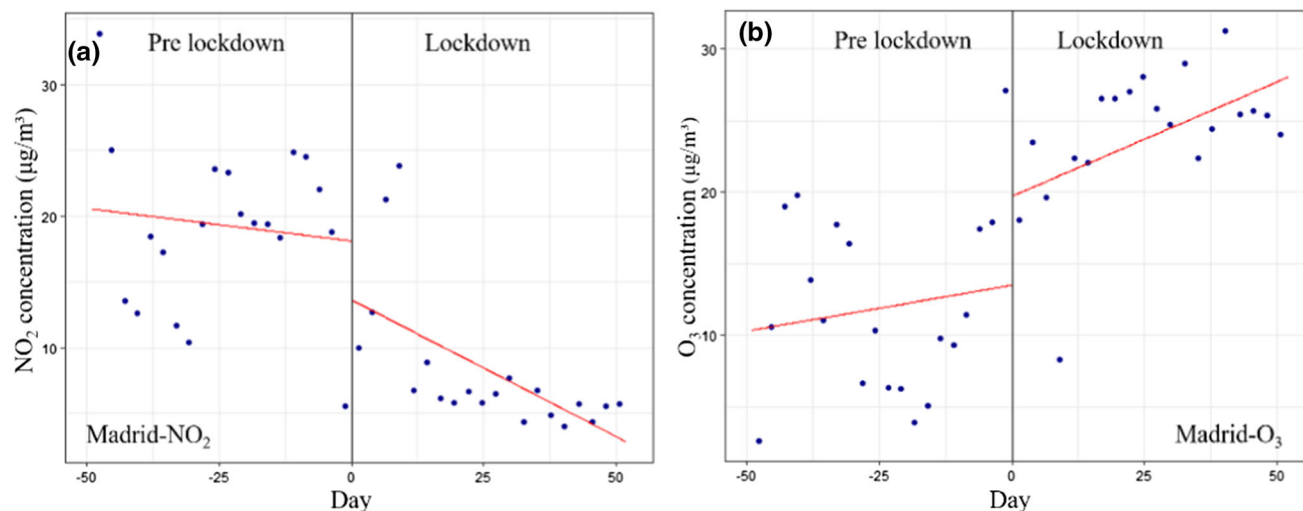 (a)
Pre lockdown
Lockdown
NO₂ concentration (µg/m³)
30
20
10
Madrid-NO₂
-50
-25
0
25
50
Day
(b)
Pre lockdown
Lockdown
O₃ concentration (µg/m³)
30
20
10
Madrid-O₃
-50
-25
0
25
50
Day